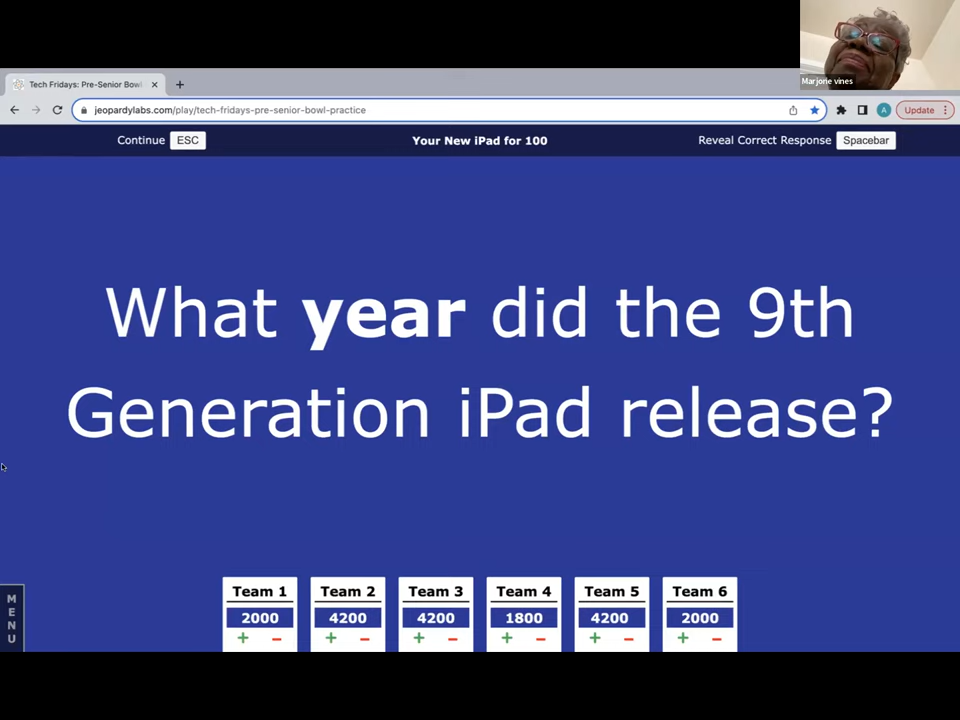 Marjorie vines
Tech Fridays: Pre-Senior Bowl
jeopardylabs.com/play/tech-fridays-pre-senior-bowl-practice
A
Update
Continue ESC
Your New iPad for 100
Reveal Correct Response Spacebar
What year did the 9th
Generation iPad release?
MENU
Team 1 Team 2 Team 3 Team 4 Team 5 Team 6
2000 4200 4200 1800 4200 2000
+ − + − + − + − + − + −